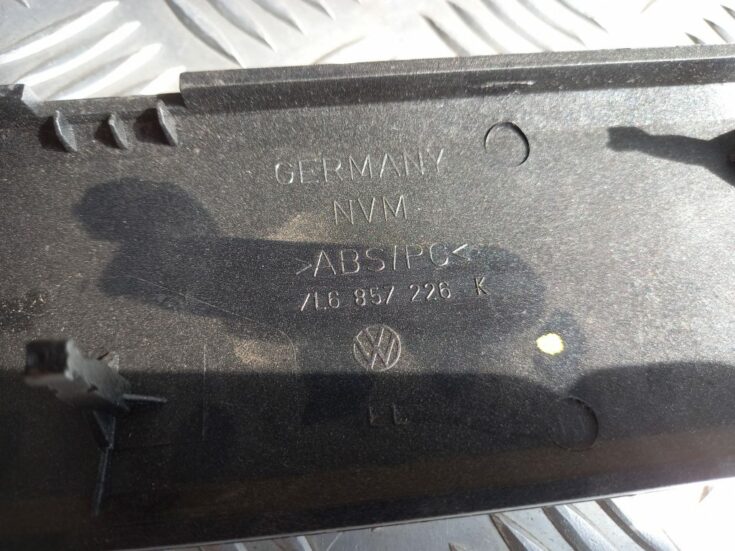 GERMANY
NVM
>ABS/PC<
7L6 857 226 K